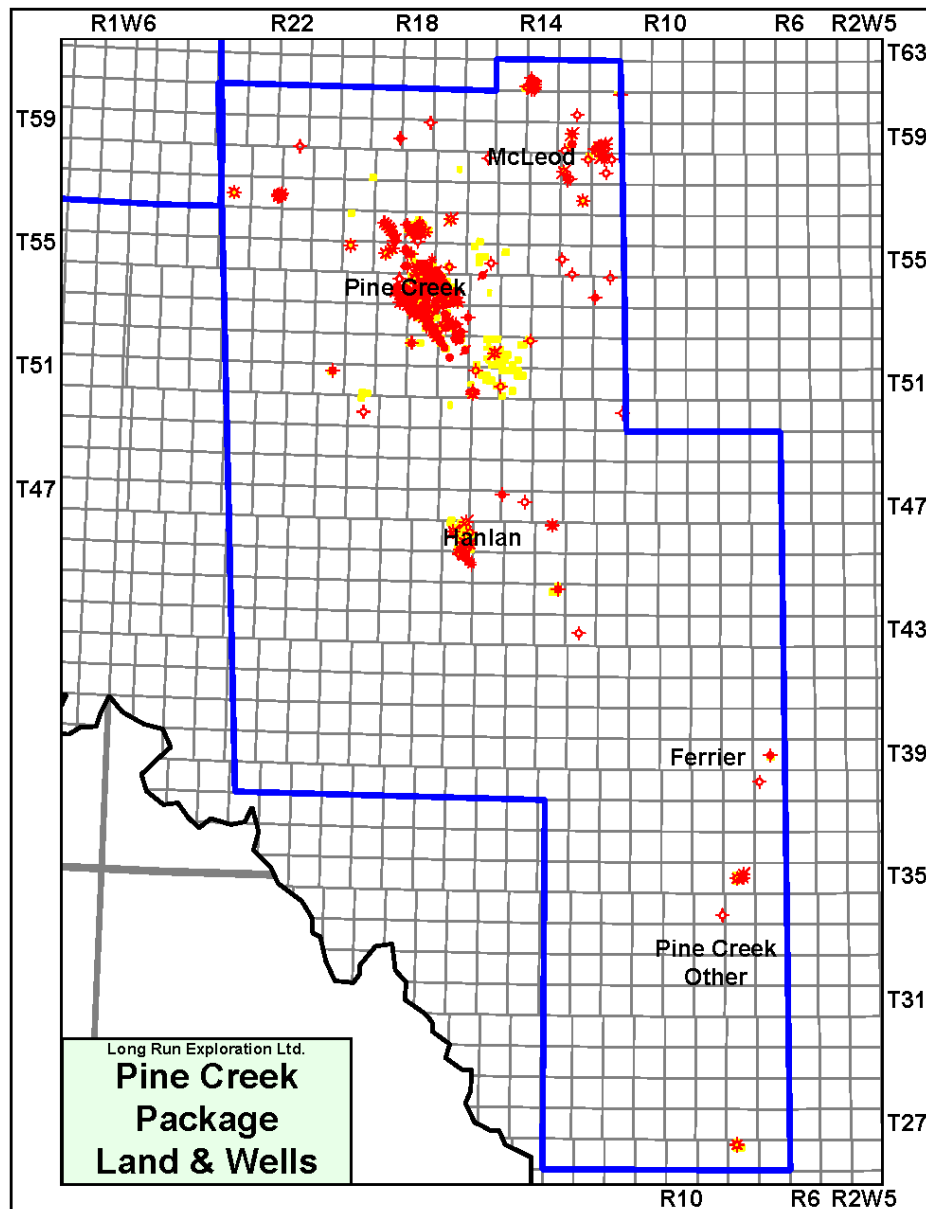 R1W6 R22 R18 R14 R10 R6 R2W5
T63
T59 T59
McLeod
T55 T55
Pine Creek
T51 T51
T47 T47
Hanlan
T43
Ferrier T39
T35
Pine Creek
Other
T31
Long Run Exploration Ltd.
Pine Creek
Package
Land & Wells
T27
R10 R6 R2W5